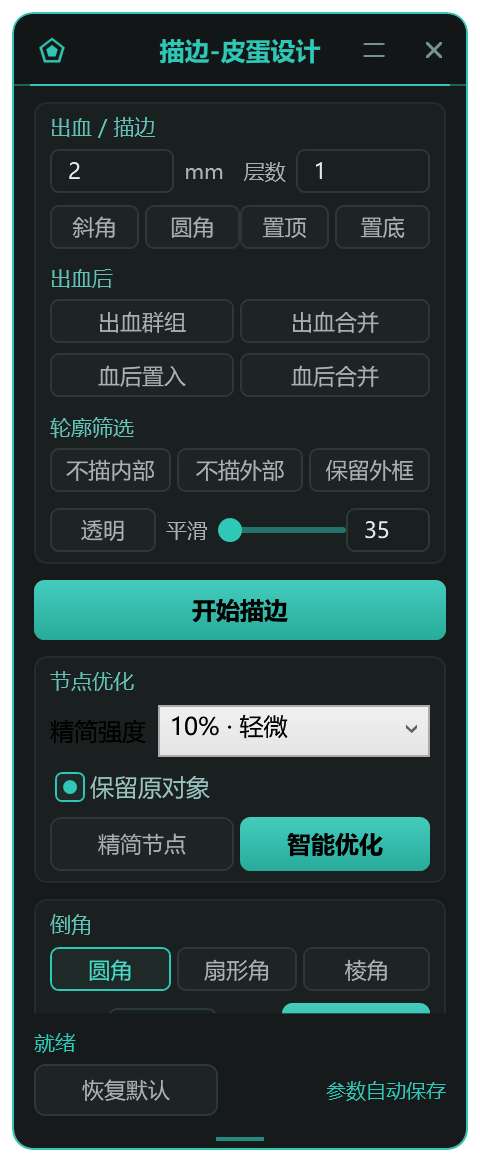 描边-皮蛋设计
出血 / 描边
2 mm 层数 1
斜角 圆角 置顶 置底
出血后
出血群组 出血合并
血后置入 血后合并
轮廓筛选
不描内部 不描外部 保留外框
透明 平滑 35
开始描边
节点优化
精简强度 10% · 轻微
保留原对象
精简节点 智能优化
倒角
圆角 扇形角 棱角
就绪
恢复默认 参数自动保存